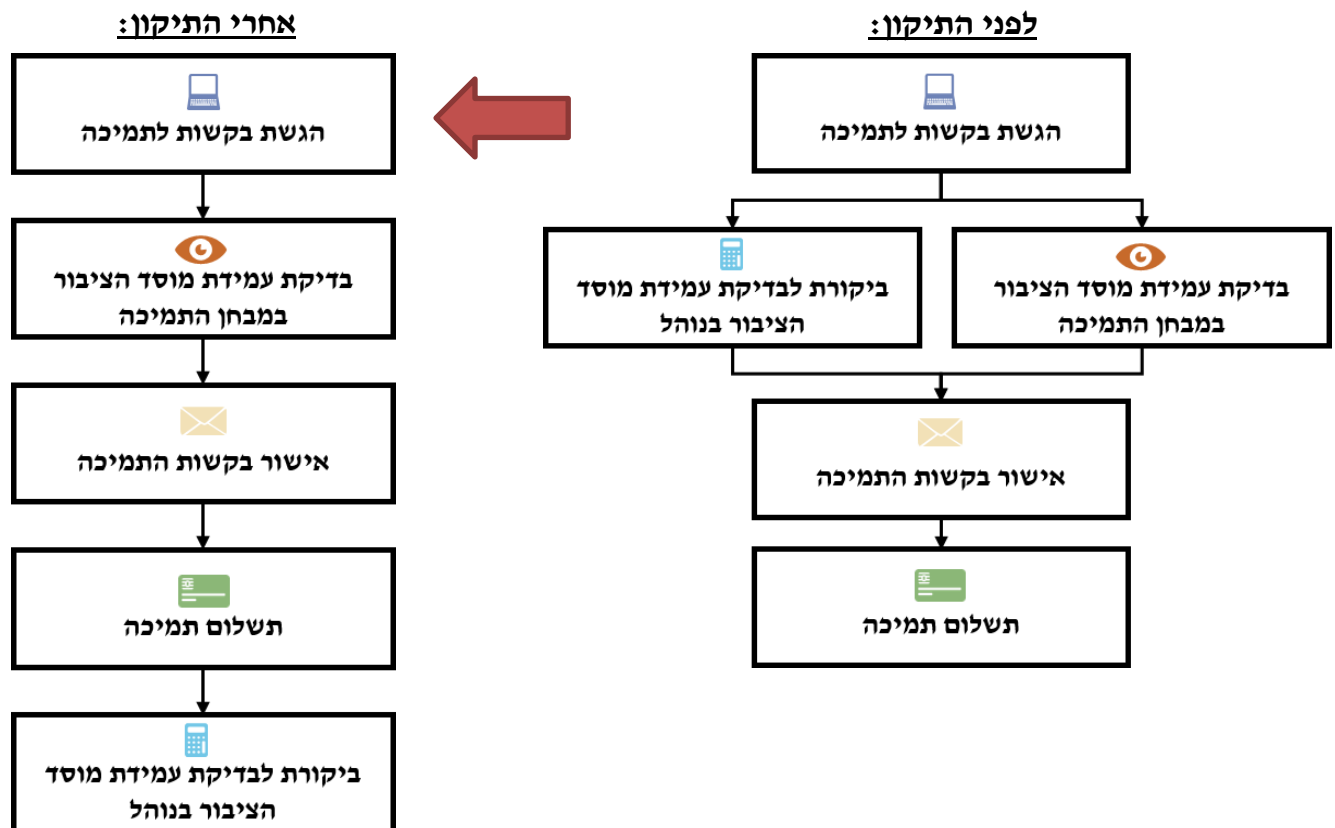 לפני התיקון:
הגשת בקשות לתמיכה
בדיקת עמידת מוסד הציבור
במבחן התמיכה
ביקורת לבדיקת עמידת מוסד
הציבור בנוהל
אישור בקשות התמיכה
תשלום תמיכה
אחרי התיקון:
הגשת בקשות לתמיכה
בדיקת עמידת מוסד הציבור
במבחן התמיכה
אישור בקשות התמיכה
תשלום תמיכה
ביקורת לבדיקת עמידת מוסד
הציבור בנוהל